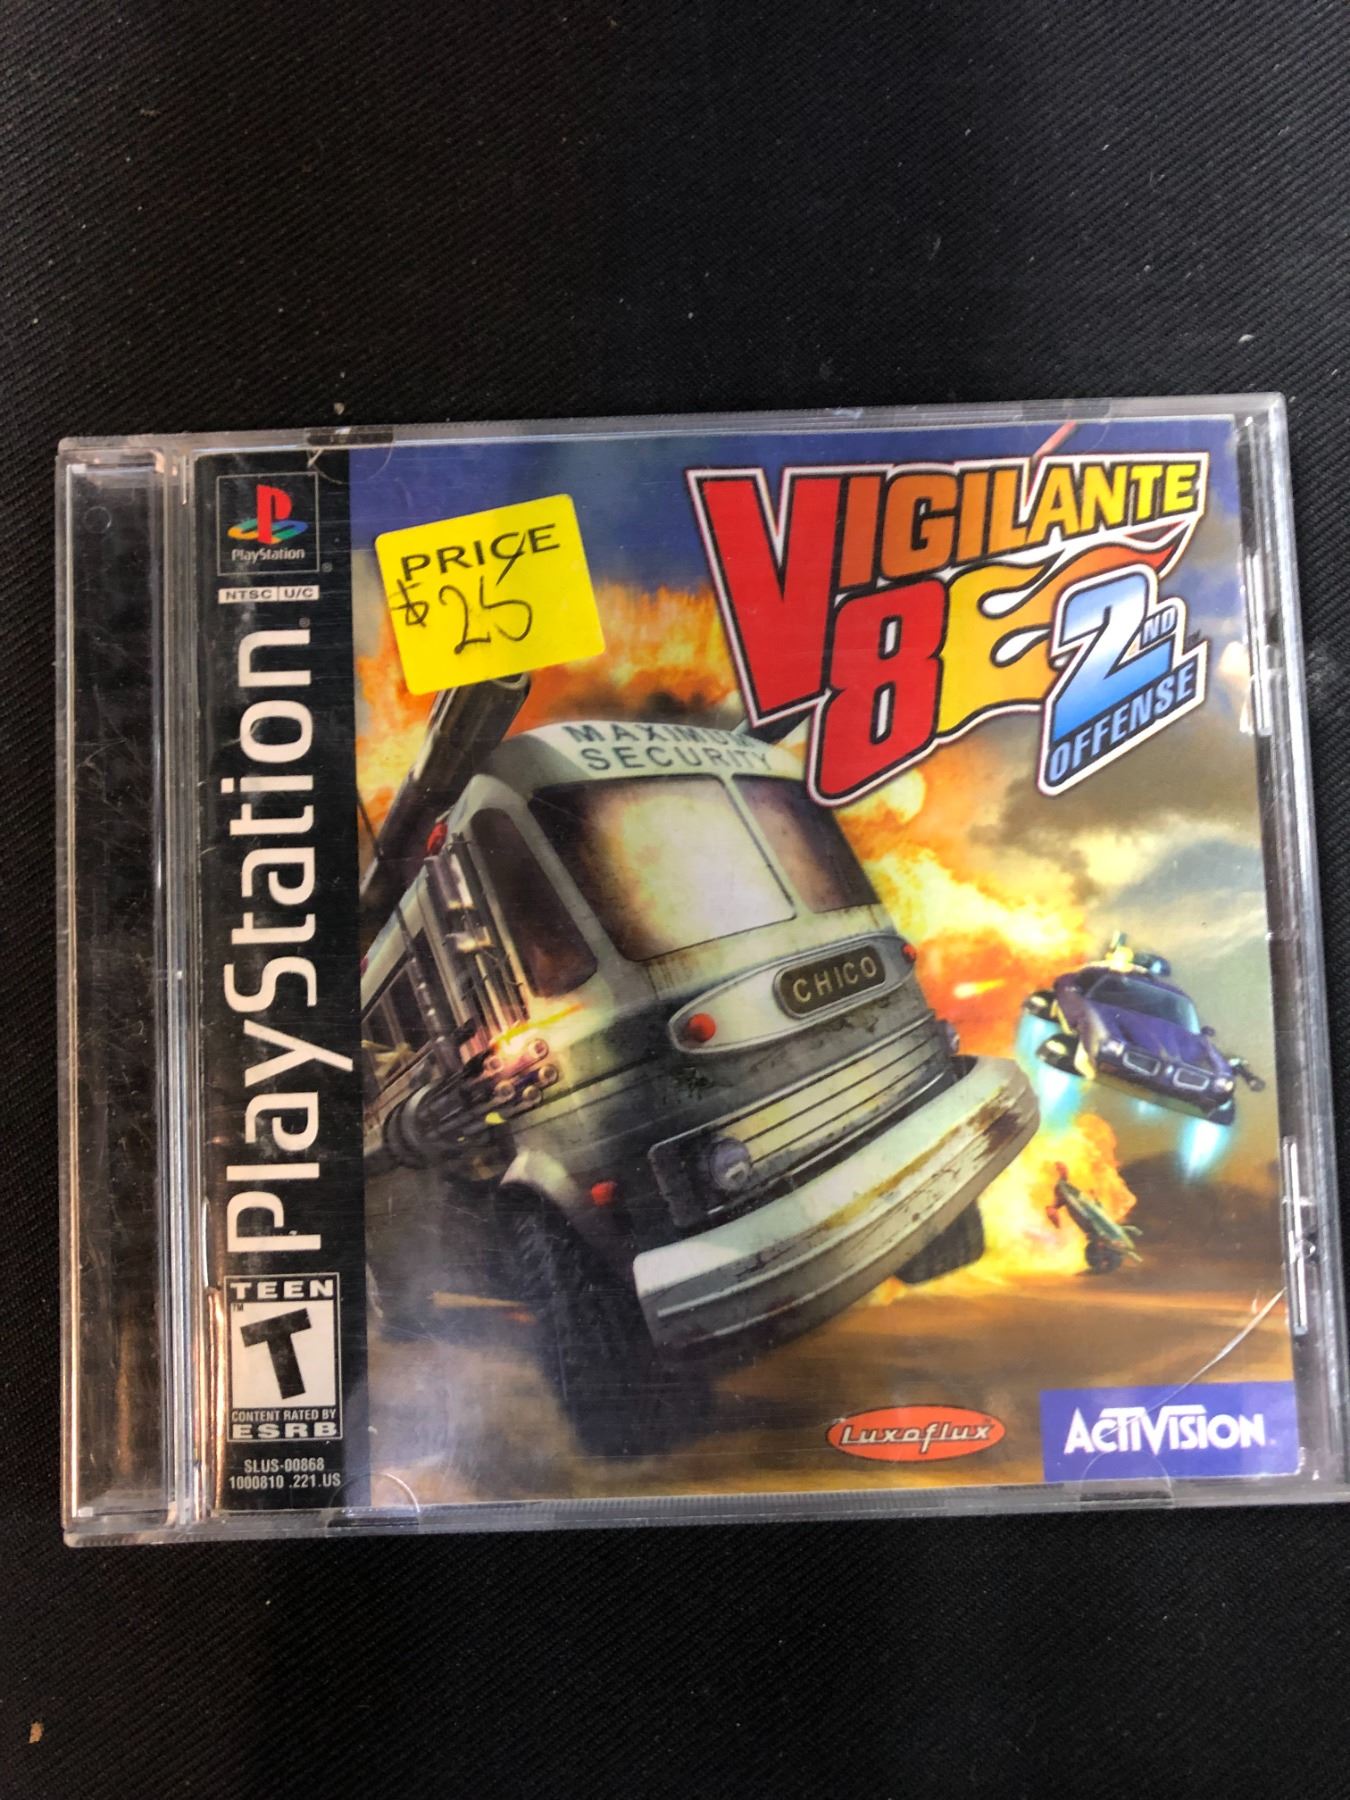 PlayStation
NTSC U/C
PlayStation
TEEN
T
CONTENT RATED BY
ESRB
SLUS-00868
1000810 .221.US
PRICE
$25
VIGILANTE
8
2ND
OFFENSE
MAXIMUM
SECURITY
CHICO
Luxoflux
ACTIVISION